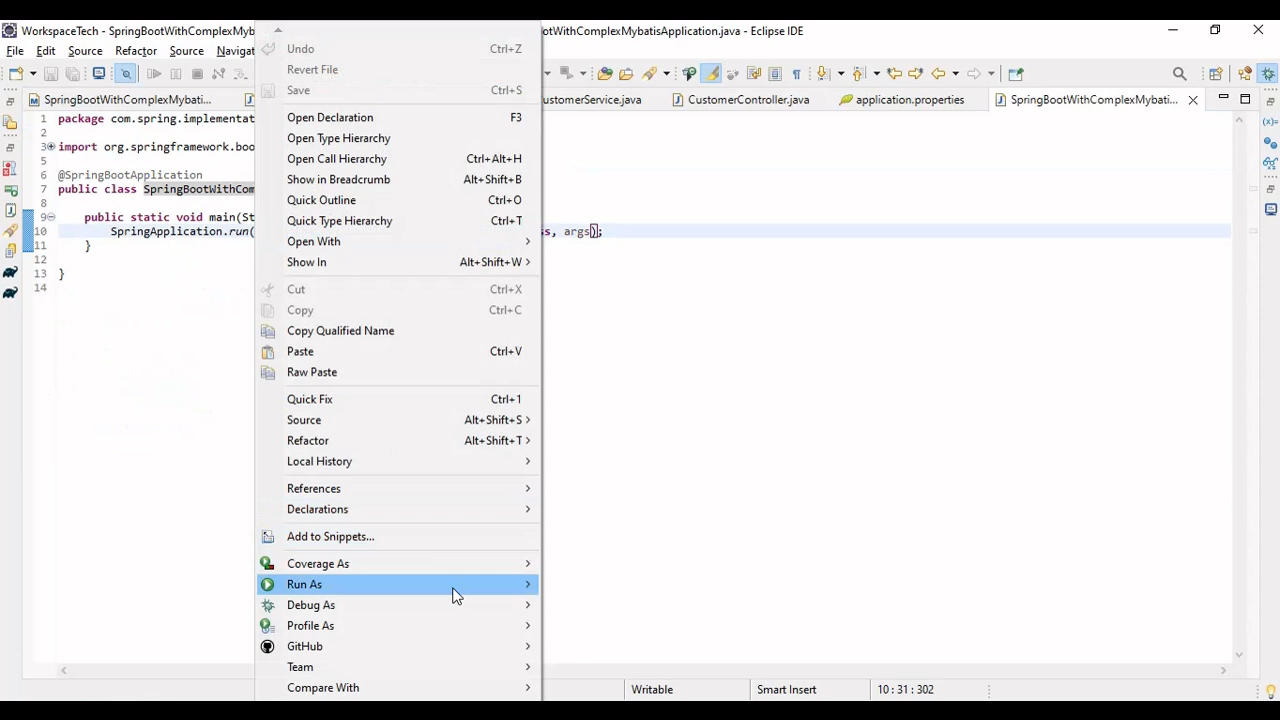 WorkspaceTech - SpringBootWithComplexMyb
otWithComplexMybatisApplication.java - Eclipse IDE
File Edit Source Refactor Source Navigat
SpringBootWithComplexMybati...
ustomerService.java
CustomerController.java
application.properties
SpringBootWithComplexMybati...
1 package com.spring.implementat
2
3 import org.springframework.boo
5
6 @SpringBootApplication
7 public class SpringBootWithCom
8
9 public static void main(St
10 SpringApplication.run( ss, args);
11 }
12
13 }
14
Undo Ctrl+Z
Revert File
Save Ctrl+S
Open Declaration F3
Open Type Hierarchy
Open Call Hierarchy Ctrl+Alt+H
Show in Breadcrumb Alt+Shift+B
Quick Outline Ctrl+O
Quick Type Hierarchy Ctrl+T
Open With
Show In Alt+Shift+W
Cut Ctrl+X
Copy Ctrl+C
Copy Qualified Name
Paste Ctrl+V
Raw Paste
Quick Fix Ctrl+1
Source Alt+Shift+S
Refactor Alt+Shift+T
Local History
References
Declarations
Add to Snippets...
Coverage As
Run As
Debug As
Profile As
GitHub
Team
Compare With
Writable Smart Insert 10 : 31 : 302